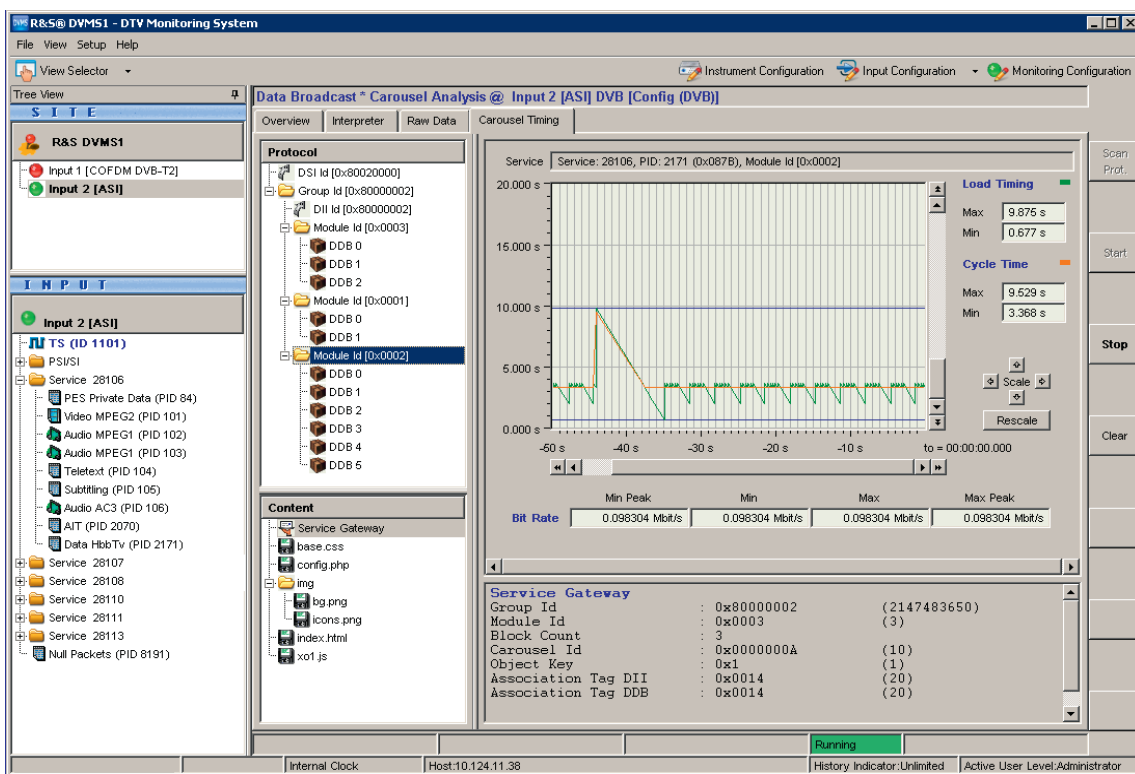 R&S® DVMS1 - DTV Monitoring System
File View Setup Help
View Selector
Instrument Configuration
Input Configuration
Monitoring Configuration
Tree View
SITE
R&S DVMS1
Input 1 [COFDM DVB-T2]
Input 2 [ASI]
INPUT
Input 2 [ASI]
TS (ID 1101)
PSI/SI
Service 28106
PES Private Data (PID 84)
Video MPEG2 (PID 101)
Audio MPEG1 (PID 102)
Audio MPEG1 (PID 103)
Teletext (PID 104)
Subtitling (PID 105)
Audio AC3 (PID 106)
AIT (PID 2070)
Data HbbTv (PID 2171)
Service 28107
Service 28108
Service 28110
Service 28111
Service 28113
Null Packets (PID 8191)
Data Broadcast * Carousel Analysis @ Input 2 [ASI] DVB [Config (DVB)]
Overview
Interpreter
Raw Data
Carousel Timing
Protocol
DSI Id [0x80020000]
Group Id [0x80000002]
DII Id [0x80000002]
Module Id [0x0003]
DDB 0
DDB 1
DDB 2
Module Id [0x0001]
DDB 0
DDB 1
Module Id [0x0002]
DDB 0
DDB 1
DDB 2
DDB 3
DDB 4
DDB 5
Content
Service Gateway
base.css
config.php
img
bg.png
icons.png
index.html
xo1.js
Service
Service: 28106, PID: 2171 (0x087B), Module Id [0x0002]
20.000 s
15.000 s
10.000 s
5.000 s
0.000 s
-60 s
-40 s
-30 s
-20 s
-10 s
to = 00:00:00.000
Load Timing
Max 9.875 s
Min 0.677 s
Cycle Time
Max 9.529 s
Min 3.368 s
Scale
Rescale
Min Peak
Min
Max
Max Peak
Bit Rate 0.098304 Mbit/s 0.098304 Mbit/s 0.098304 Mbit/s 0.098304 Mbit/s
Service Gateway
Group Id : 0x80000002 (2147483650)
Module Id : 0x0003 (3)
Block Count : 3
Carousel Id : 0x0000000A (10)
Object Key : 0x1 (1)
Association Tag DII : 0x0014 (20)
Association Tag DDB : 0x0014 (20)
Scan Prot.
Start
Stop
Clear
Running
Internal Clock
Host:10.124.11.38
History Indicator:Unlimited
Active User Level:Administrator